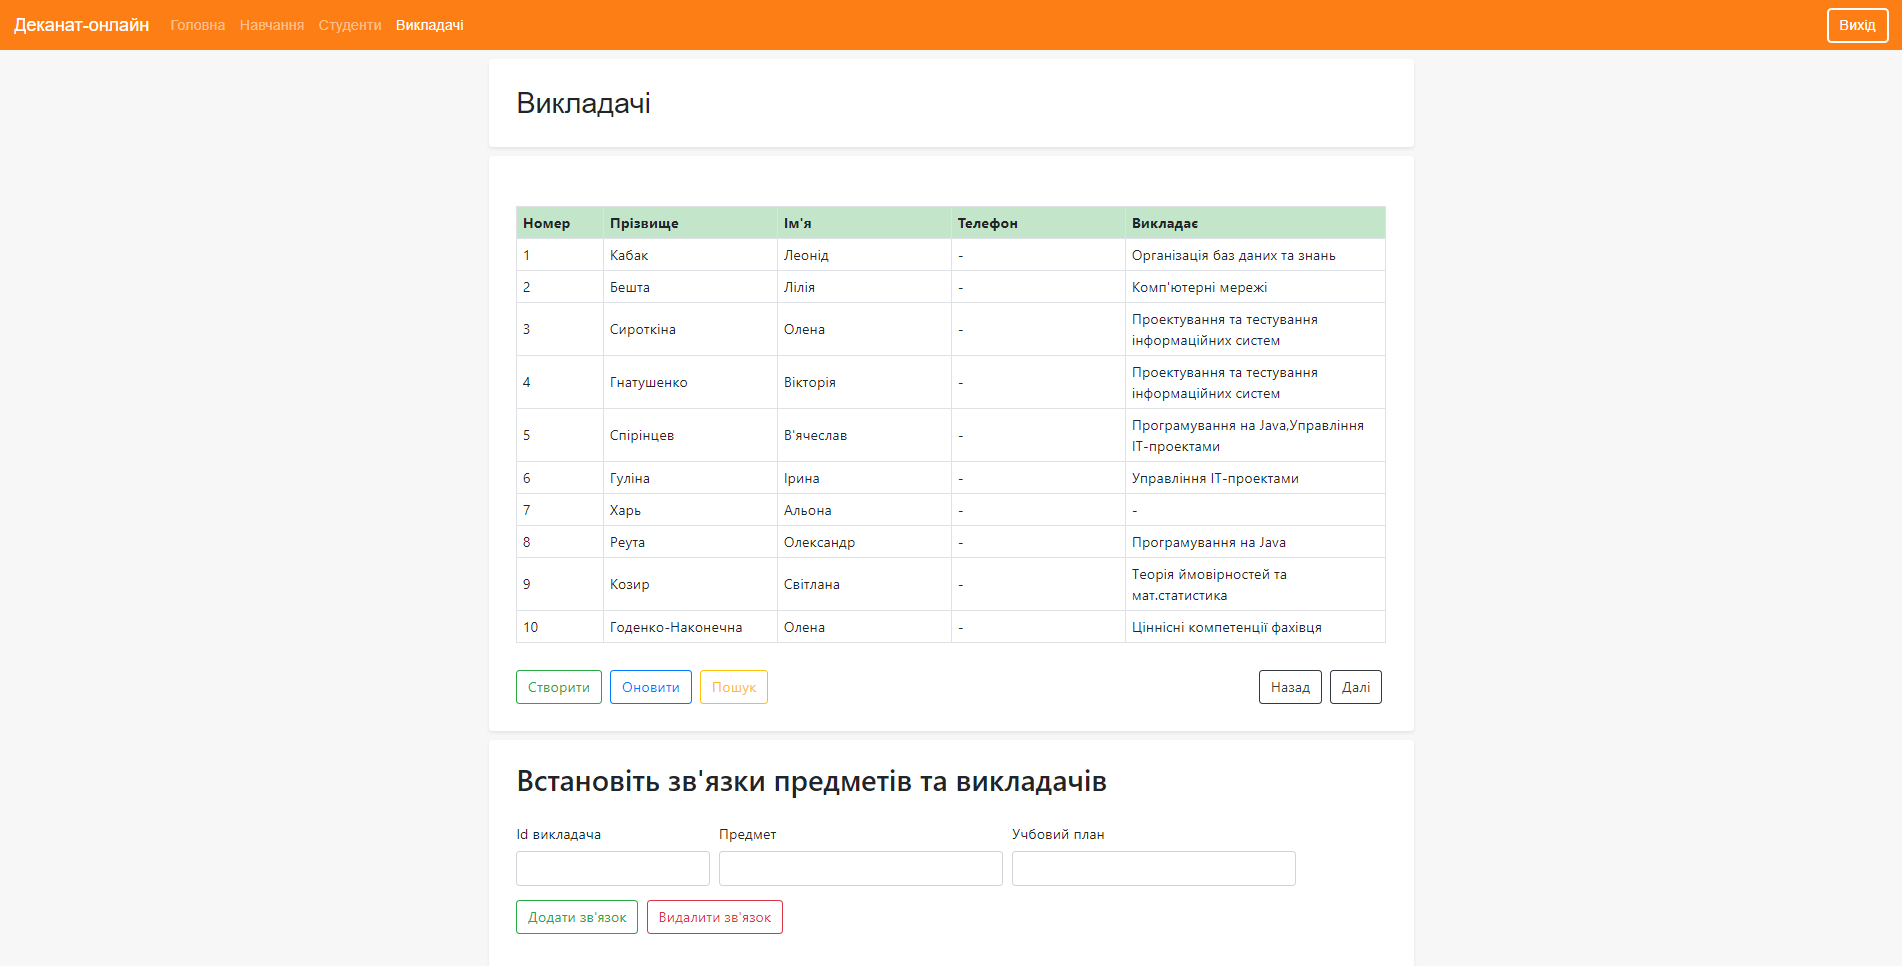 Деканат-онлайн Головна Навчання Студенти Викладачі Вихід
Викладачі
Номер Прізвище Ім'я Телефон Викладає
1 Кабак Леонід - Організація баз даних та знань
2 Бешта Лілія - Комп'ютерні мережі
3 Сироткіна Олена - Проектування та тестування
інформаційних систем
4 Гнатушенко Вікторія - Проектування та тестування
інформаційних систем
5 Спірінцев В'ячеслав - Програмування на Java,Управління
ІТ-проектами
6 Гуліна Ірина - Управління ІТ-проектами
7 Харь Альона - -
8 Реута Олександр - Програмування на Java
9 Козир Світлана - Теорія ймовірностей та
мат.статистика
10 Годенко-Наконечна Олена - Ціннісні компетенції фахівця
Створити Оновити Пошук Назад Далі
Встановіть зв'язки предметів та викладачів
Id викладача Предмет Учбовий план
Додати зв'язок Видалити зв'язок